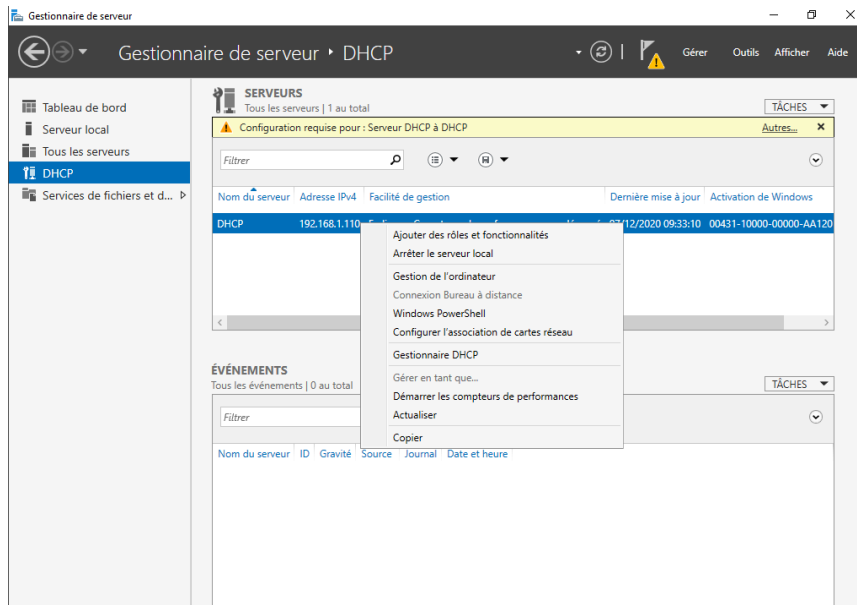 Gestionnaire de serveur
Gestionnaire de serveur • DHCP
Gérer Outils Afficher Aide
Tableau de bord
Serveur local
Tous les serveurs
DHCP
Services de fichiers et d...
SERVEURS
Tous les serveurs | 1 au total
TÂCHES
Configuration requise pour : Serveur DHCP à DHCP
Autres...
Filtrer
Nom du serveur Adresse IPv4 Facilité de gestion Dernière mise à jour Activation de Windows
DHCP 192.168.1.110 07/12/2020 09:33:10 00431-10000-00000-AA120
Ajouter des rôles et fonctionnalités
Arrêter le serveur local
Gestion de l'ordinateur
Connexion Bureau à distance
Windows PowerShell
Configurer l'association de cartes réseau
Gestionnaire DHCP
Gérer en tant que...
Démarrer les compteurs de performances
Actualiser
Copier
ÉVÉNEMENTS
Tous les événements | 0 au total
TÂCHES
Filtrer
Nom du serveur ID Gravité Source Journal Date et heure